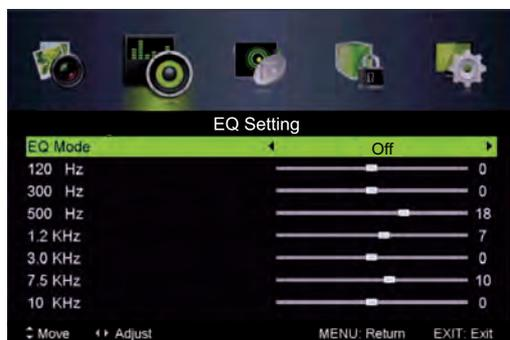 EQ Setting
EQ Mode Off
120 Hz 0
300 Hz 0
500 Hz 18
1.2 KHz 7
3.0 KHz 0
7.5 KHz 10
10 KHz 0
Move Adjust MENU: Return EXIT: Exit